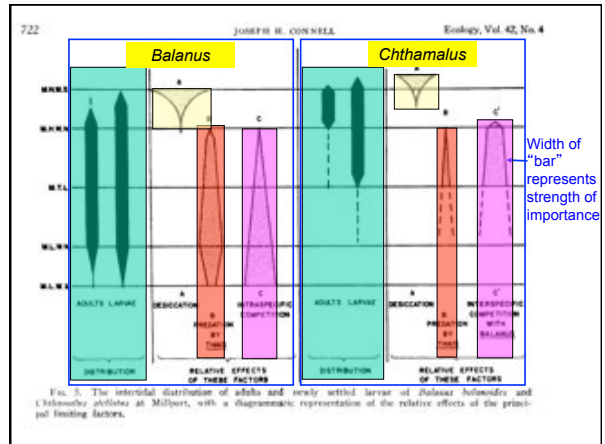 722 JOSEPH H. CONNELL Ecology, Vol. 42, No. 4
Balanus Chthamalus
A
B C
B C'
M.T.L.
Width of
"bar"
represents
strength of
importance
ADULTS LARVAE
A
DESICCATION
B
PREDATION
BY
THAIS
C
INTRASPECIFIC
COMPETITION
ADULTS LARVAE
A
DESICCATION
B
PREDATION
BY
THAIS
C'
INTERSPECIFIC
COMPETITION
WITH
BALANUS
DISTRIBUTION RELATIVE EFFECTS DISTRIBUTION RELATIVE EFFECTS
OF THESE FACTORS OF THESE FACTORS
FIG. 5. The intertidal distribution of adults and newly settled larvae of Balanus balanoides and
Chthamalus stellatus at Millport, with a diagrammatic representation of the relative effects of the princi-
pal limiting factors.